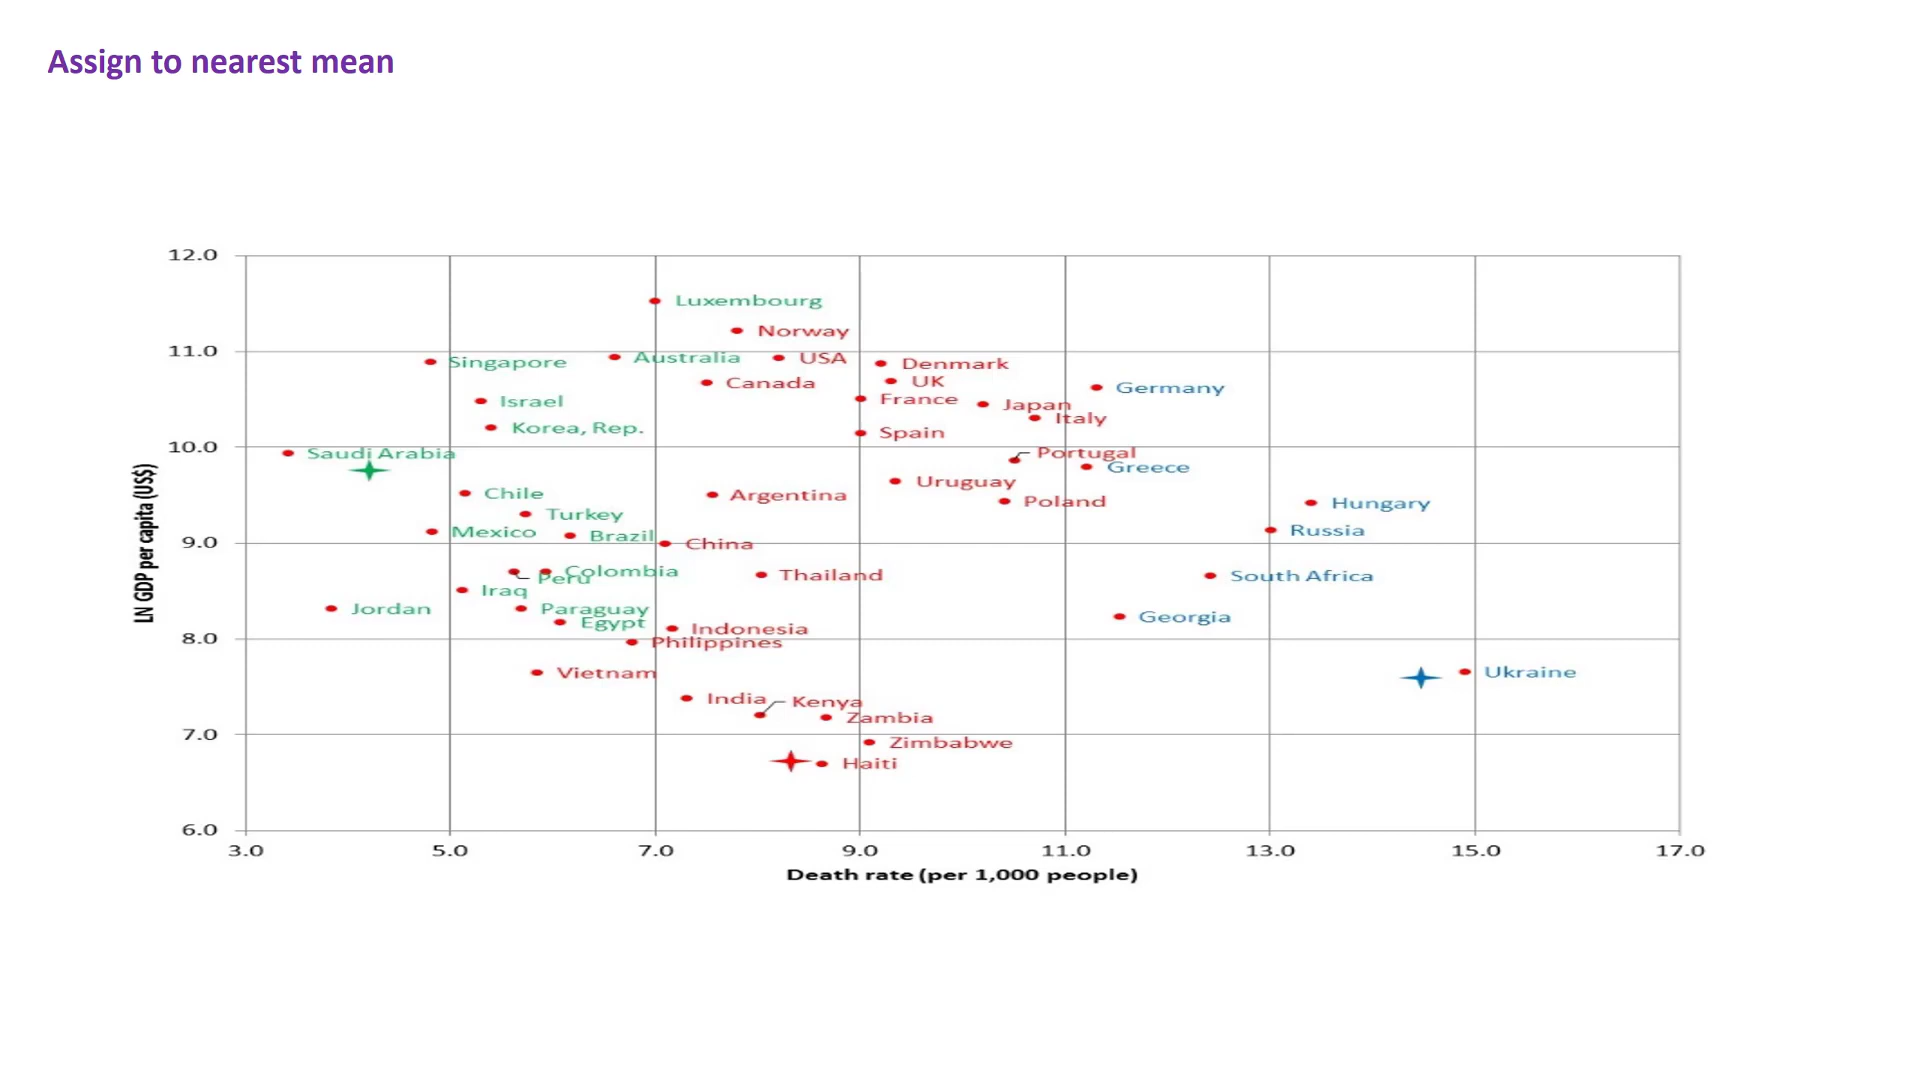 Assign to nearest mean
12.0
Luxembourg
Norway
11.0
Singapore
Australia
USA
Denmark
Canada
UK
Germany
Israel
France
Japan
Italy
Korea, Rep.
Spain
10.0
Saudi Arabia
Portugal
Greece
Uruguay
Chile
Argentina
Poland
Hungary
Turkey
Mexico
Brazil
Russia
9.0
China
Colombia
Peru
Thailand
South Africa
Iraq
Jordan
Paraguay
Georgia
Egypt
Indonesia
8.0
Philippines
Vietnam
Ukraine
India
Kenya
Zambia
7.0
Zimbabwe
Haiti
6.0
LN GDP per capita (US$)
3.0 5.0 7.0 9.0 11.0 13.0 15.0 17.0
Death rate (per 1,000 people)